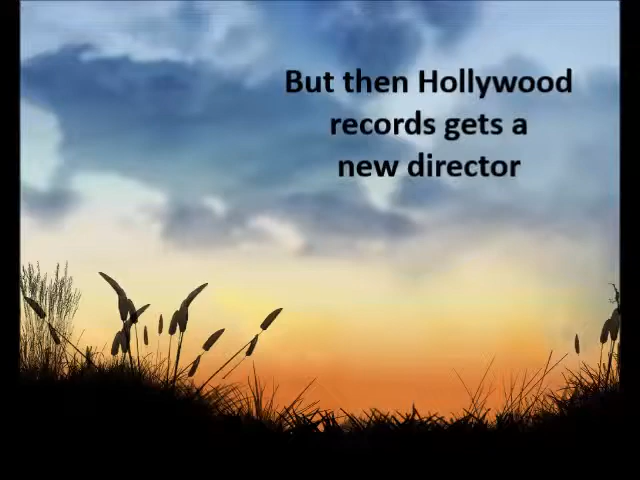 But then Hollywood
records gets a
new director